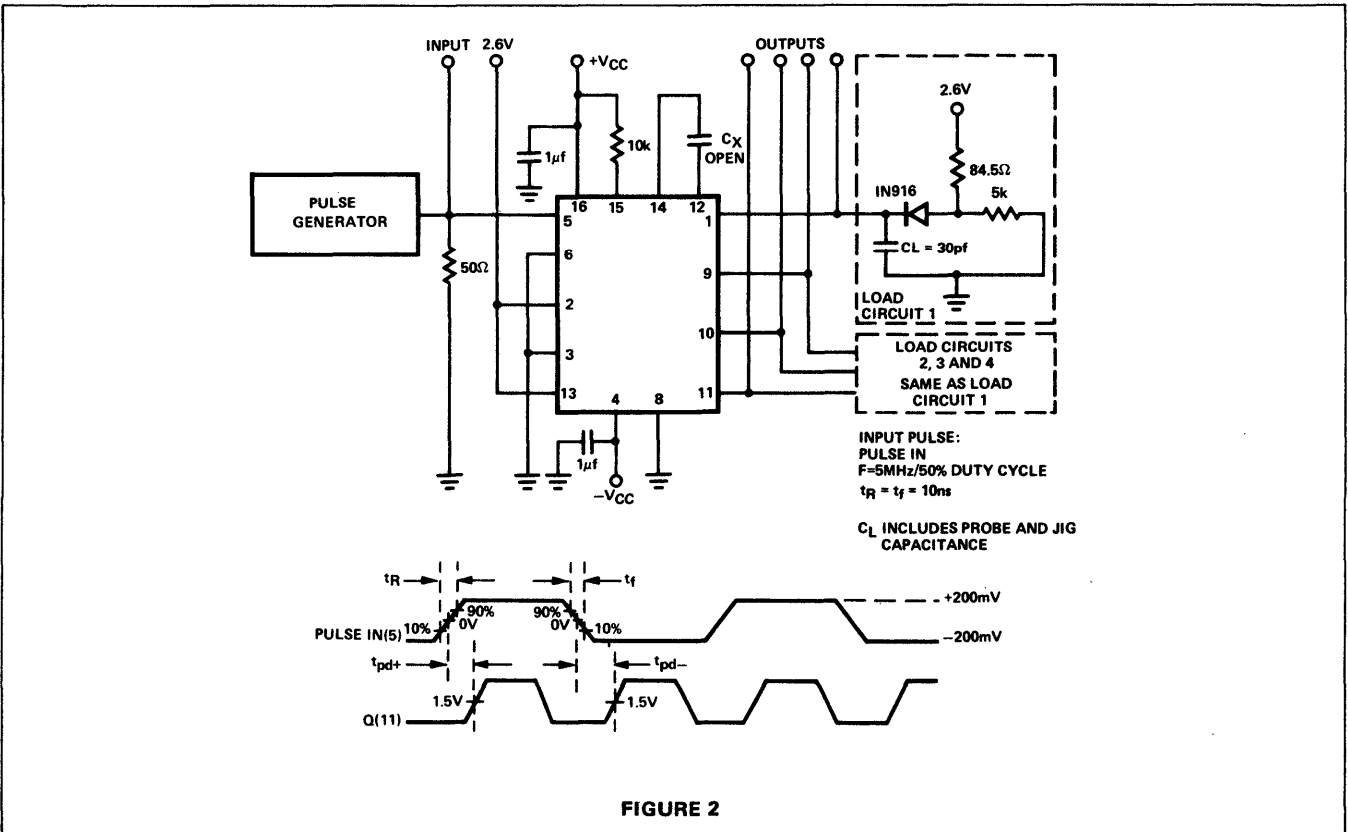 INPUT 2.6V
OUTPUTS
+VCC
2.6V
1μf
10k
CX
OPEN
84.5Ω
5k
IN916
PULSE
GENERATOR
16 15 14 12
5
1
50Ω
6
CL = 30pf
9
2
LOAD
CIRCUIT 1
10
3
LOAD CIRCUITS
2, 3 AND 4
SAME AS LOAD
CIRCUIT 1
13
4 8
11
1μf
−VCC
INPUT PULSE:
PULSE IN
F=5MHz/50% DUTY CYCLE
tR = tf = 10ns
CL INCLUDES PROBE AND JIG
CAPACITANCE
tR
tf
+200mV
90%
0V
90%
0V
PULSE IN(5)
10%
10%
−200mV
tpd+
tpd−
1.5V
1.5V
Q(11)
FIGURE 2